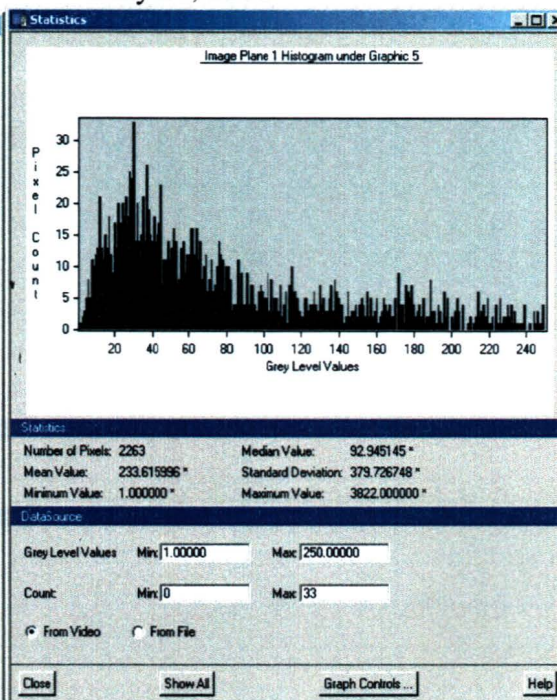 Statistics
Image Plane 1 Histogram under Graphic 5
Pixel Count
30
25
20
15
10
5
0
20 40 60 80 100 120 140 160 180 200 220 240
Grey Level Values
Statistics
Number of Pixels: 2263 Median Value: 92.945145 *
Mean Value: 233.615996 * Standard Deviation: 379.726748 *
Minimum Value: 1.000000 * Maximum Value: 3822.000000 *
DataSource
Grey Level Values Min: 1.00000 Max: 250.00000
Count: Min: 0 Max: 33
From Video From File
Close Show All Graph Controls ... Help